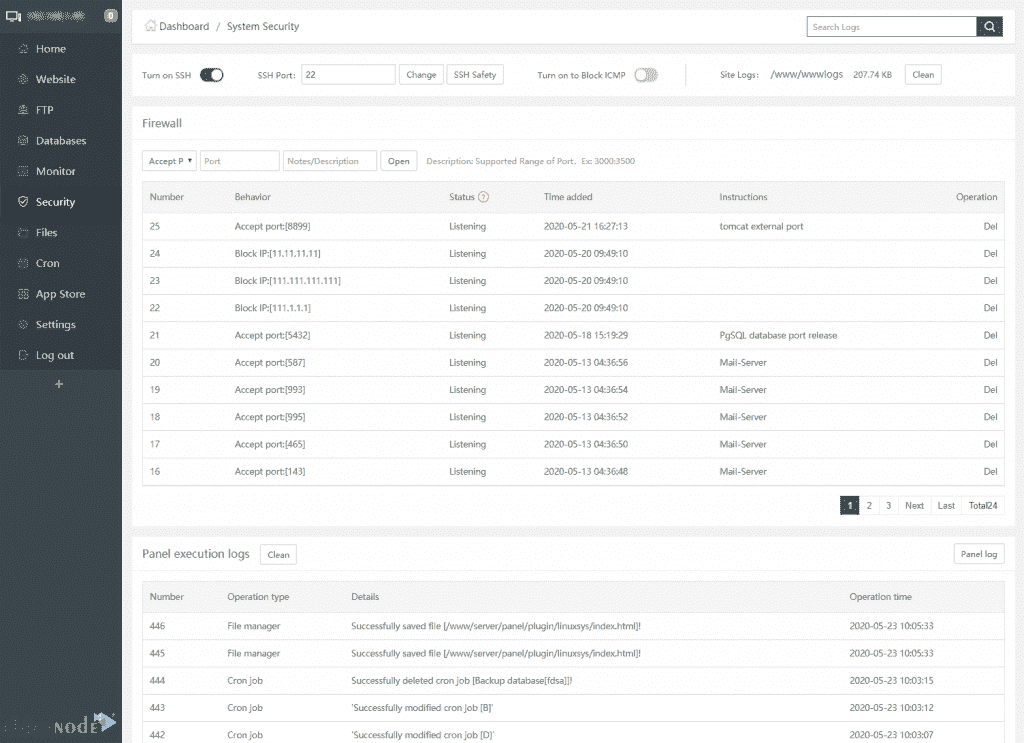 0
Home
Website
FTP
Databases
Monitor
Security
Files
Cron
App Store
Settings
Log out
+
Dashboard / System Security
Search Logs
Turn on SSH SSH Port: 22 Change SSH Safety Turn on to Block ICMP Site Logs: /www/wwwlogs 207.74 KB Clean
Firewall
Accept P Port Notes/Description Open Description: Supported Range of Port, Ex: 3000:3500
Number Behavior Status ? Time added Instructions Operation
25 Accept port:[8899] Listening 2020-05-21 16:27:13 tomcat external port Del
24 Block IP:[11.11.11.11] Listening 2020-05-20 09:49:10 Del
23 Block IP:[111.111.111.111] Listening 2020-05-20 09:49:10 Del
22 Block IP:[111.1.1.1] Listening 2020-05-20 09:49:10 Del
21 Accept port:[5432] Listening 2020-05-18 15:19:29 PgSQL database port release Del
20 Accept port:[587] Listening 2020-05-13 04:36:56 Mail-Server Del
19 Accept port:[993] Listening 2020-05-13 04:36:54 Mail-Server Del
18 Accept port:[995] Listening 2020-05-13 04:36:52 Mail-Server Del
17 Accept port:[465] Listening 2020-05-13 04:36:50 Mail-Server Del
16 Accept port:[143] Listening 2020-05-13 04:36:48 Mail-Server Del
1 2 3 Next Last Total24
Panel execution logs Clean Panel log
Number Operation type Details Operation time
446 File manager Successfully saved file [/www/server/panel/plugin/linuxsys/index.html]! 2020-05-23 10:05:33
445 File manager Successfully saved file [/www/server/panel/plugin/linuxsys/index.html]! 2020-05-23 10:05:33
444 Cron job Successfully deleted cron job [Backup database[fdsa]]! 2020-05-23 10:03:15
443 Cron job 'Successfully modified cron job [B]' 2020-05-23 10:03:12
442 Cron job 'Successfully modified cron job [D]' 2020-05-23 10:03:07
NODE